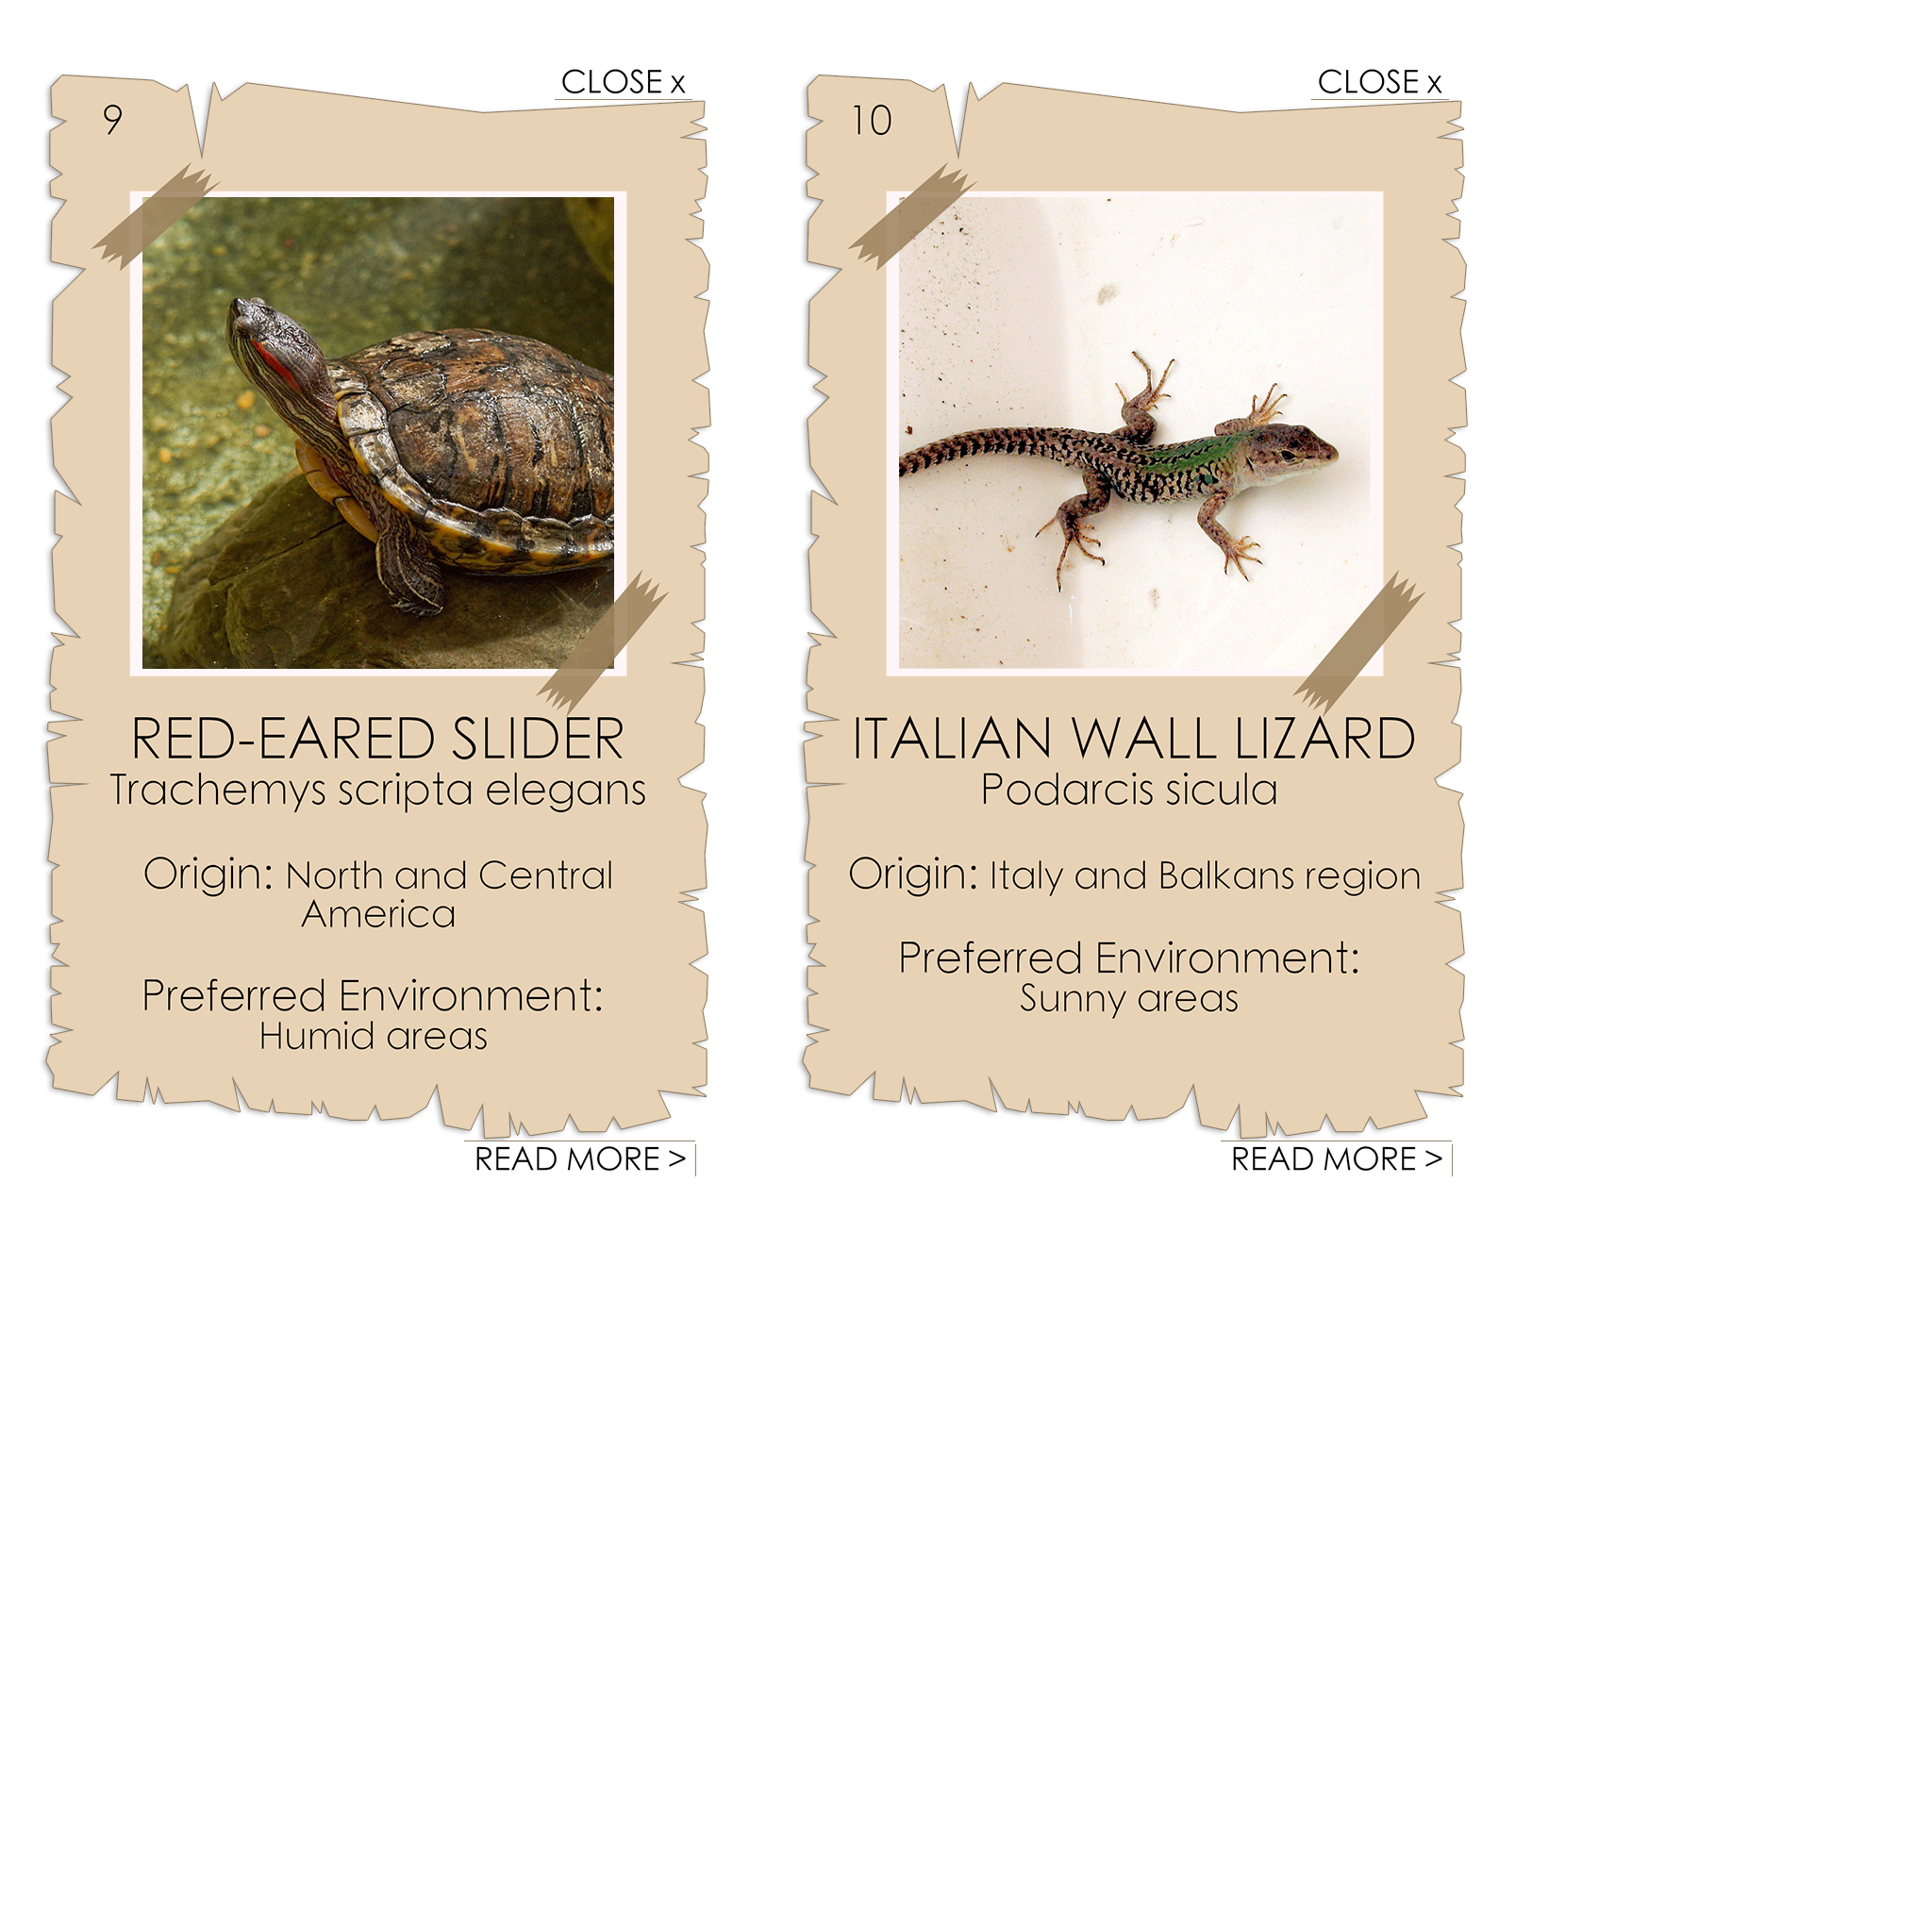 CLOSE x
9
RED-EARED SLIDER
Trachemys scripta elegans
Origin: North and Central
America
Preferred Environment:
Humid areas
READ MORE >
CLOSE x
10
ITALIAN WALL LIZARD
Podarcis sicula
Origin: Italy and Balkans region
Preferred Environment:
Sunny areas
READ MORE >